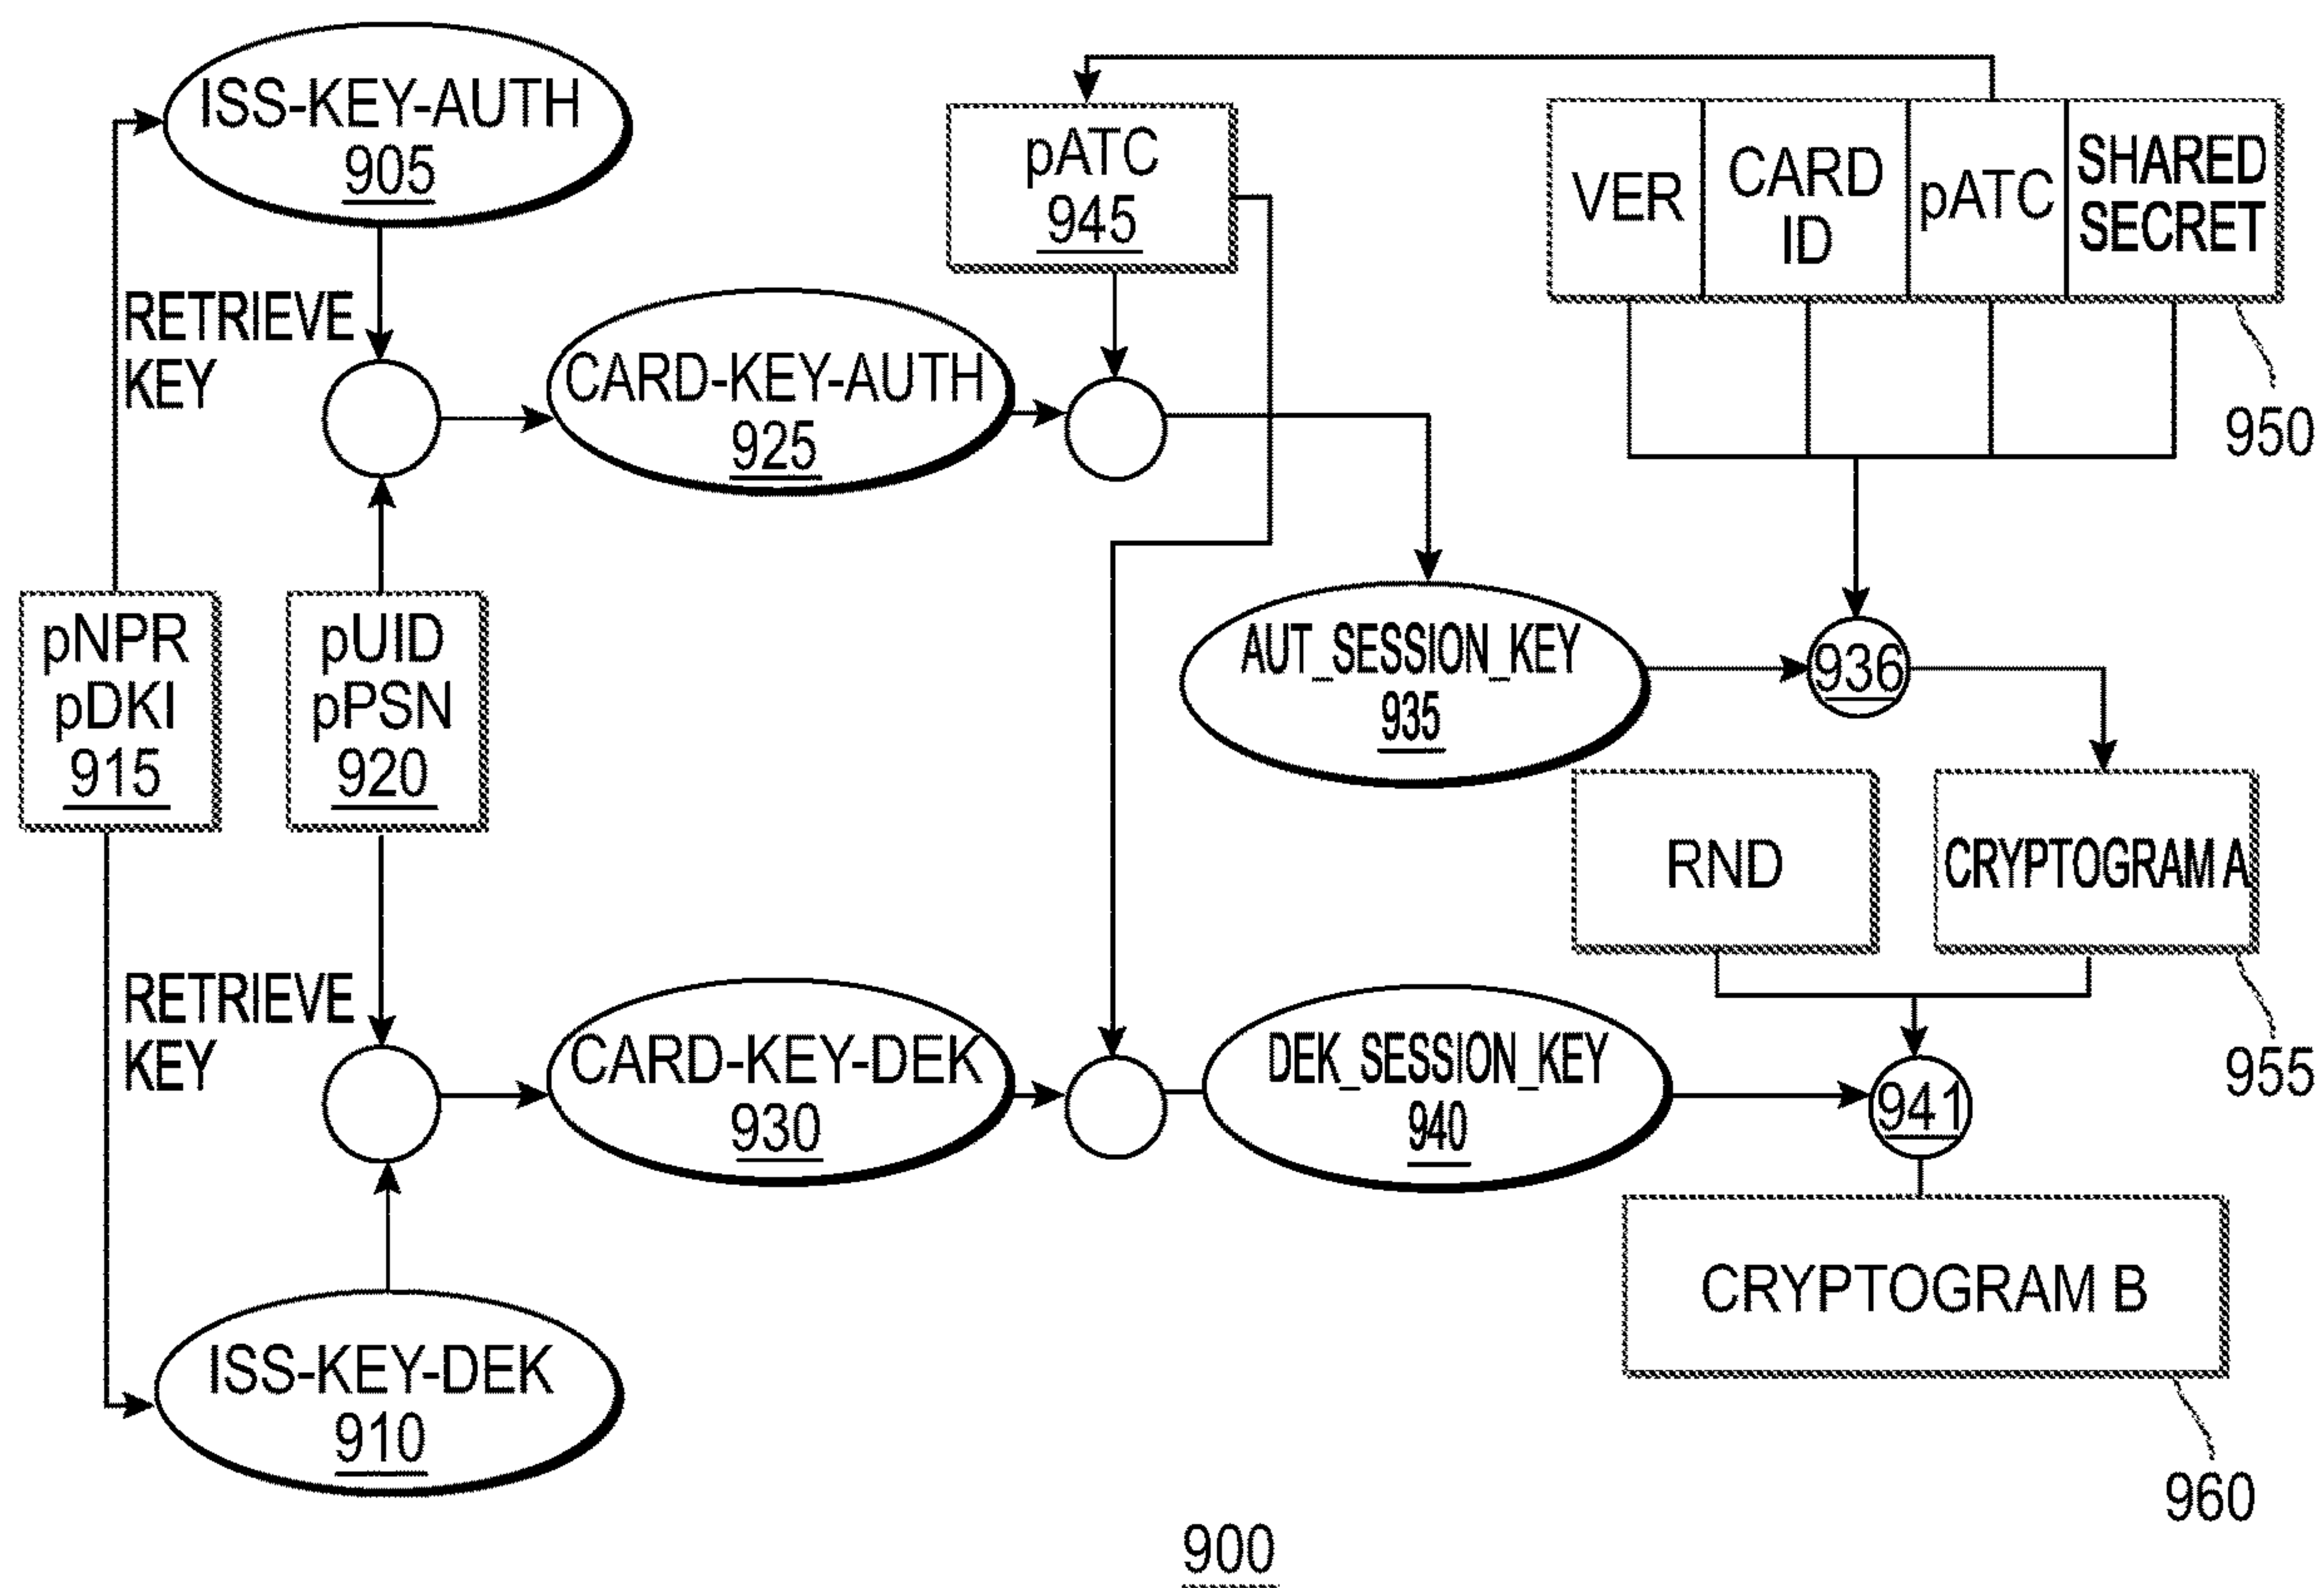 ISS-KEY-AUTH
905
RETRIEVE
KEY
pNPR
pDKI
915
pUID
pPSN
920
RETRIEVE
KEY
ISS-KEY-DEK
910
CARD-KEY-AUTH
925
CARD-KEY-DEK
930
pATC
945
AUT_SESSION_KEY
935
DEK_SESSION_KEY
940
VER
CARD
ID
pATC
SHARED
SECRET
950
936
RND
CRYPTOGRAM A
955
941
CRYPTOGRAM B
960
900